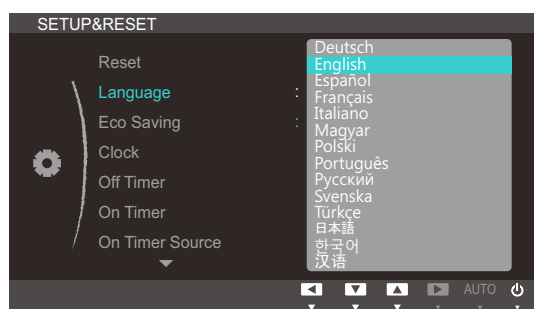 SETUP&RESET
Reset
Language :
Eco Saving :
Clock
Off Timer
On Timer
On Timer Source
Deutsch
English
Español
Français
Italiano
Magyar
Polski
Português
Русский
Svenska
Türkçe
日本語
한국어
汉语
AUTO